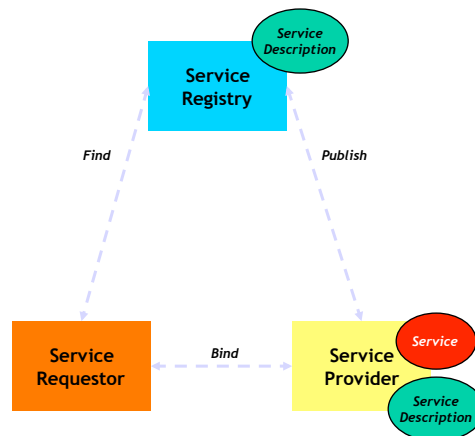 Service
Description
Service
Registry
Find
Publish
Service
Requestor
Bind
Service
Provider
Service
Service
Description